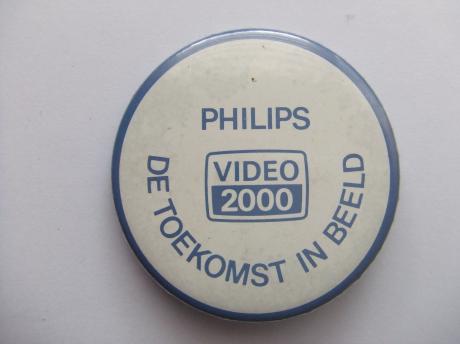 PHILIPS
VIDEO
2000
DE TOEKOMST IN BEELD